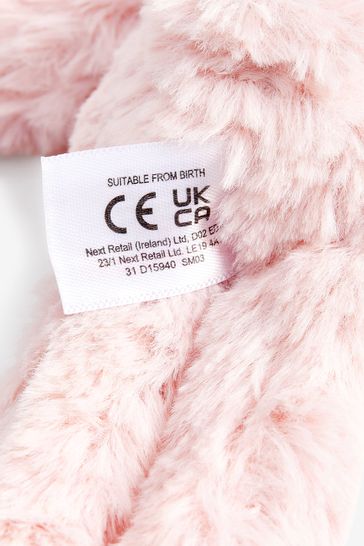 SUITABLE FROM BIRTH
CE UK
CA
Next Retail (Ireland) Ltd, D02
23/1 Next Retail Ltd. LE19
31 D15940 SM03